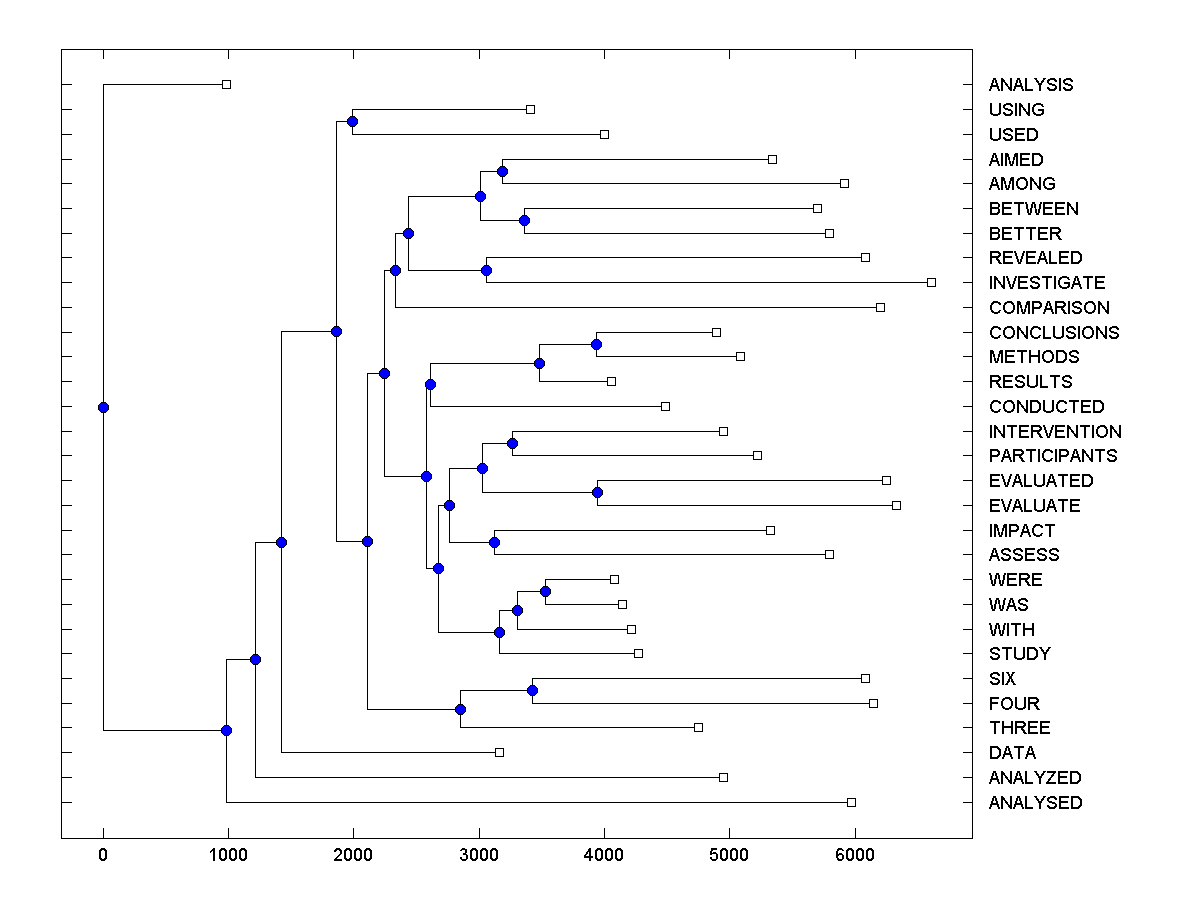 ANALYSIS
USING
USED
AIMED
AMONG
BETWEEN
BETTER
REVEALED
INVESTIGATE
COMPARISON
CONCLUSIONS
METHODS
RESULTS
CONDUCTED
INTERVENTION
PARTICIPANTS
EVALUATED
EVALUATE
IMPACT
ASSESS
WERE
WAS
WITH
STUDY
SIX
FOUR
THREE
DATA
ANALYZED
ANALYSED
0 1000 2000 3000 4000 5000 6000